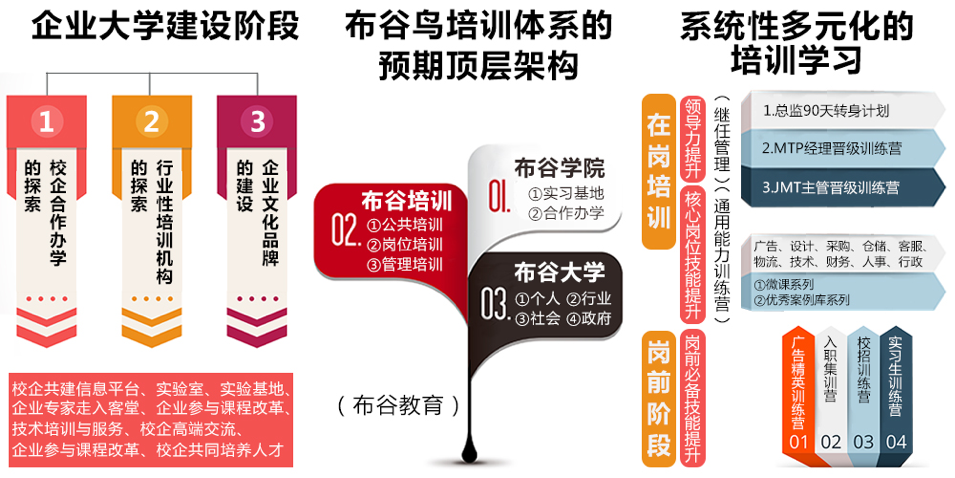 企业大学建设阶段
1
校企合作办学
的探索
2
行业性培训机构
的探索
3
企业文化品牌
的建设
校企共建信息平台、实验室、实验基地、
企业专家走入客堂、企业参与课程改革、
技术培训与服务、校企高端交流、
企业参与课程改革、校企共同培养人才
布谷鸟培训体系的
预期顶层架构
01.
布谷学院
①实习基地
②合作办学
02.
布谷培训
①公共培训
②岗位培训
③管理培训
03.
布谷大学
①个人 ②行业
③社会 ④政府
（布谷教育）
系统性多元化的
培训学习
在岗培训
领导力提升
（继任管理）
1.总监90天转身计划
2.MTP经理晋级训练营
3.JMT主管晋级训练营
核心岗位技能提升
（通用能力训练营）
广告、设计、采购、仓储、客服、
物流、技术、财务、人事、行政
①微课系列
②优秀案例库系列
岗前阶段
岗前必备技能提升
广告精英训练营
01
入职集训营
02
校招训练营
03
实习生训练营
04